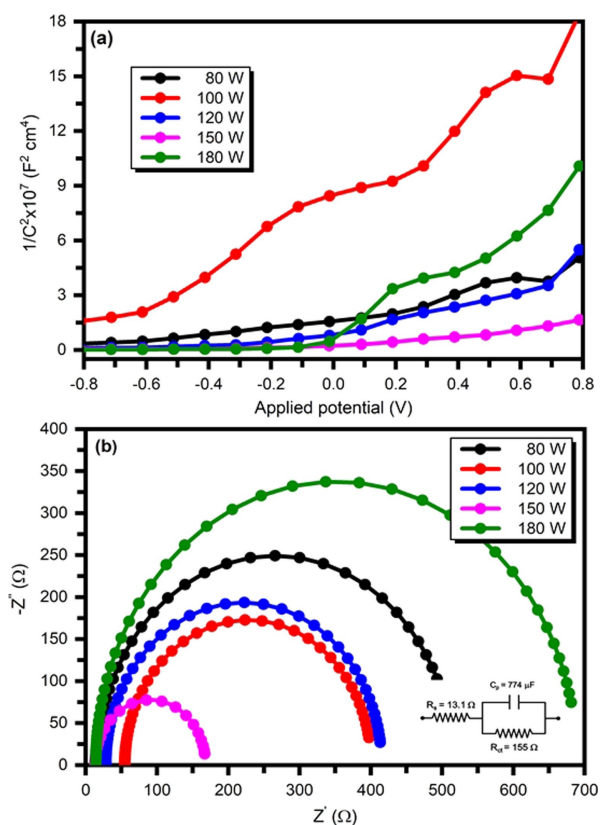 (a)
80 W
100 W
120 W
150 W
180 W
1/C²x10⁷ (F² cm⁴)
18
15
12
9
6
3
0
-0.8 -0.6 -0.4 -0.2 0.0 0.2 0.4 0.6 0.8
Applied potential (V)
(b)
80 W
100 W
120 W
150 W
180 W
-Z″ (Ω)
400
350
300
250
200
150
100
50
0
Cₚ = 774 µF
Rₛ = 13.1 Ω
R_ct = 155 Ω
0 100 200 300 400 500 600 700
Z' (Ω)